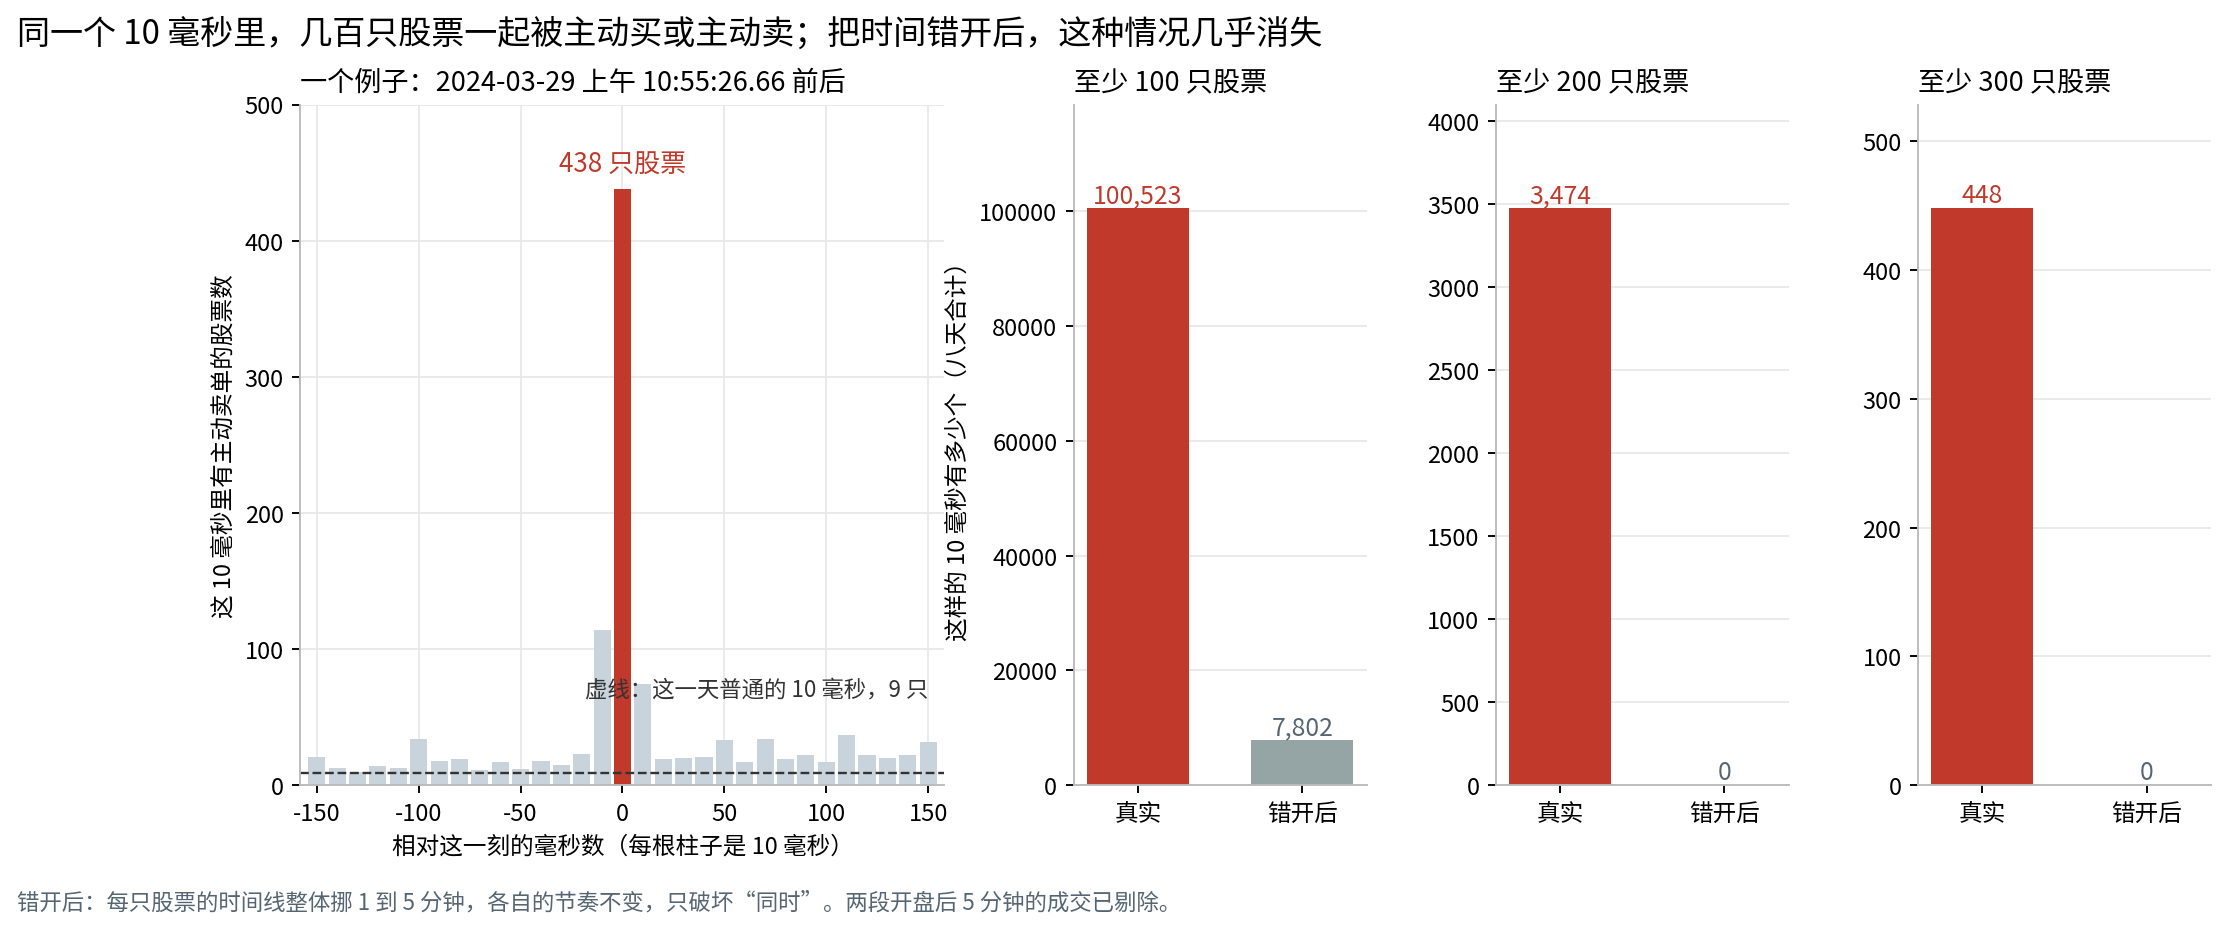 同一个 10 毫秒里，几百只股票一起被主动买或主动卖；把时间错开后，这种情况几乎消失
一个例子：2024-03-29 上午 10:55:26.66 前后
这 10 毫秒里有主动卖单的股票数
500
400
300
200
100
0
438 只股票
虚线：这一天普通的 10 毫秒，9 只
-150
-100
-50
0
50
100
150
相对这一刻的毫秒数（每根柱子是 10 毫秒）
至少 100 只股票
这样的 10 毫秒有多少个（八天合计）
100000
80000
60000
40000
20000
0
100,523
7,802
真实
错开后
至少 200 只股票
4000
3500
3000
2500
2000
1500
1000
500
0
3,474
0
真实
错开后
至少 300 只股票
500
400
300
200
100
0
448
0
真实
错开后
错开后：每只股票的时间线整体挪 1 到 5 分钟，各自的节奏不变，只破坏“同时”。两段开盘后 5 分钟的成交已剔除。